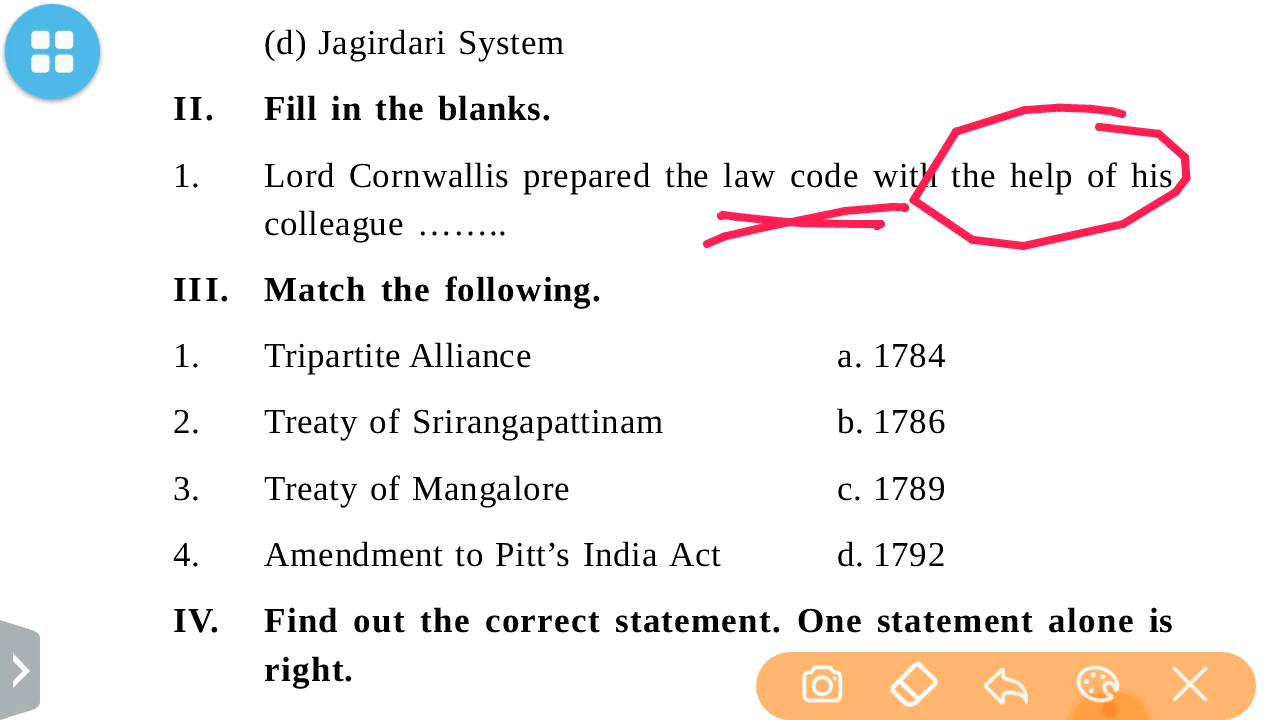 (d) Jagirdari System
II. Fill in the blanks.
1. Lord Cornwallis prepared the law code with the help of his
colleague ……..
III. Match the following.
1. Tripartite Alliance a. 1784
2. Treaty of Srirangapattinam b. 1786
3. Treaty of Mangalore c. 1789
4. Amendment to Pitt’s India Act d. 1792
IV. Find out the correct statement. One statement alone is
right.